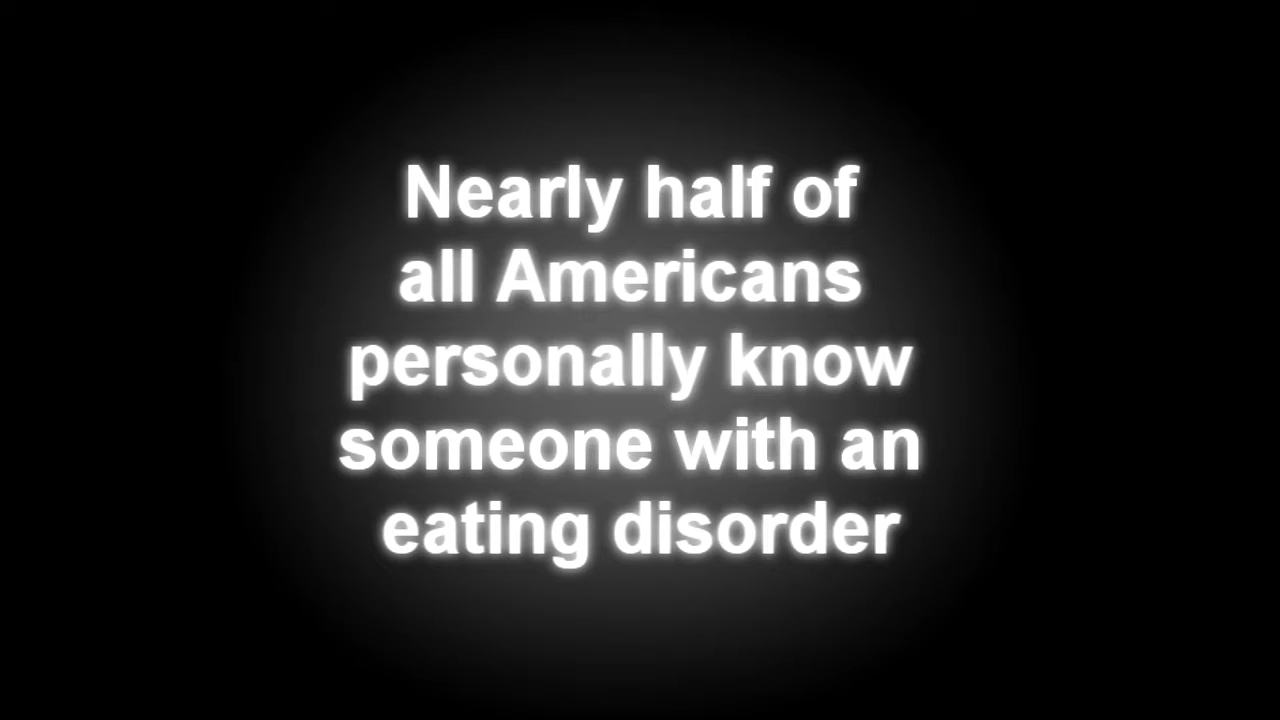 Nearly half of
all Americans
personally know
someone with an
eating disorder